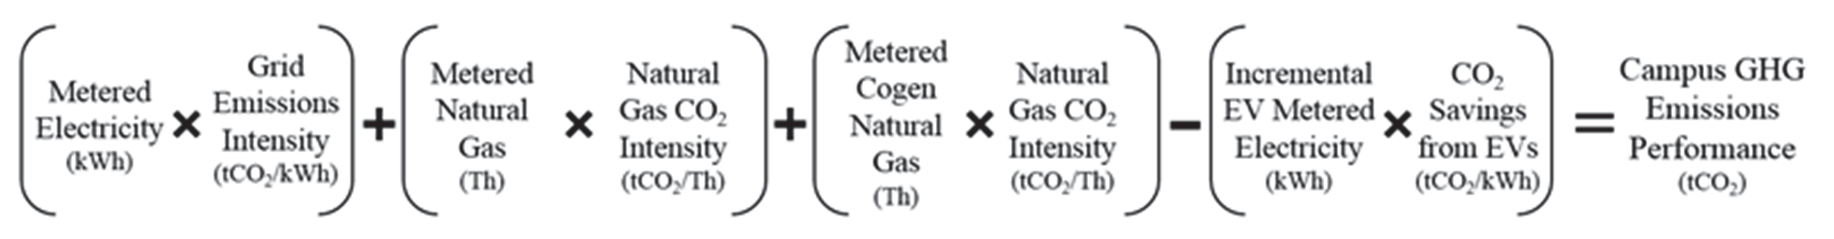 Metered
Electricity
(kWh)
×
Grid
Emissions
Intensity
(tCO₂/kWh)
+
Metered
Natural
Gas
(Th)
×
Natural
Gas CO₂
Intensity
(tCO₂/Th)
+
Metered
Cogen
Natural
Gas
(Th)
×
Natural
Gas CO₂
Intensity
(tCO₂/Th)
−
Incremental
EV Metered
Electricity
(kWh)
×
CO₂
Savings
from EVs
(tCO₂/kWh)
=
Campus GHG
Emissions
Performance
(tCO₂)